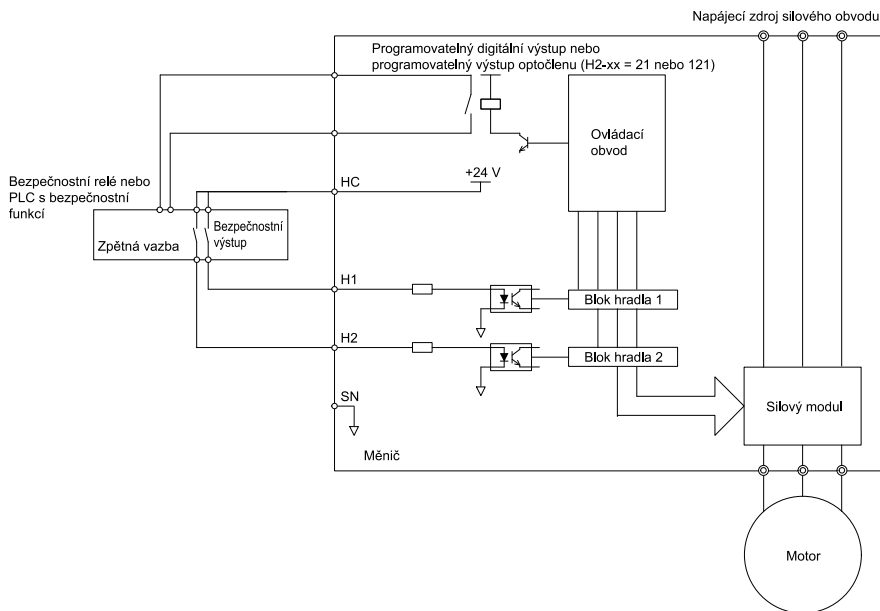 Napájecí zdroj silového obvodu
Programovatelný digitální výstup nebo
programovatelný výstup optočlenu (H2-xx = 21 nebo 121)
Ovládací
obvod
+24 V
HC
Bezpečnostní relé nebo
PLC s bezpečnostní
funkcí
Bezpečnostní
výstup
Zpětná vazba
H1
Blok hradla 1
H2
Blok hradla 2
SN
Silový modul
Měnič
Motor